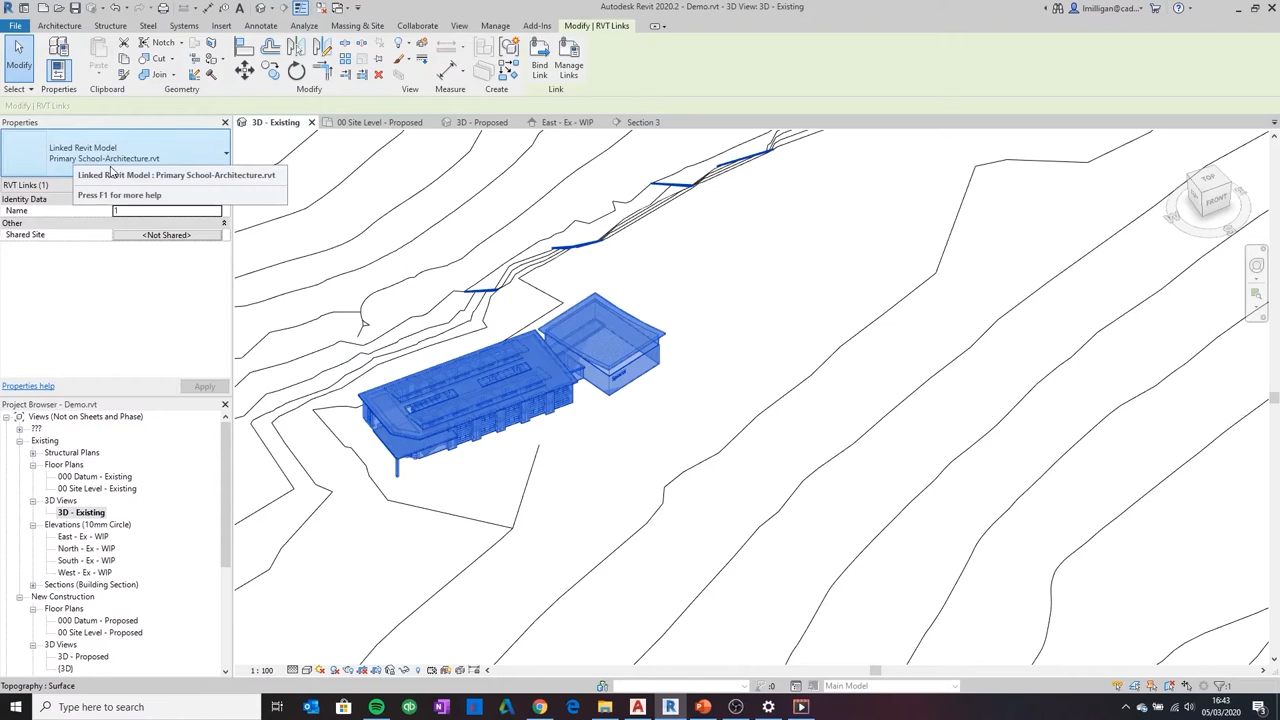 Autodesk Revit 2020.2 - Demo.rvt - 3D View: 3D - Existing
lmilligan@cad...
File Architecture Structure Steel Systems Insert Annotate Analyze Massing & Site Collaborate View Manage Add-Ins Modify | RVT Links
Modify
Paste
Notch
Cut
Join
Bind Link
Manage Links
Select Properties Clipboard Geometry Modify View Measure Create Link
Modify | RVT Links
Properties
3D - Existing
00 Site Level - Proposed
3D - Proposed
East - Ex - WIP
Section 3
Linked Revit Model
Primary School-Architecture.rvt
Linked Revit Model : Primary School-Architecture.rvt
Press F1 for more help
RVT Links (1)
Identity Data
Name 1
Other
Shared Site <Not Shared>
TOP
FRONT
Properties help
Apply
Project Browser - Demo.rvt
Views (Not on Sheets and Phase)
???
Existing
Structural Plans
Floor Plans
000 Datum - Existing
00 Site Level - Existing
3D Views
3D - Existing
Elevations (10mm Circle)
East - Ex - WIP
North - Ex - WIP
South - Ex - WIP
West - Ex - WIP
Sections (Building Section)
New Construction
Floor Plans
000 Datum - Proposed
00 Site Level - Proposed
3D Views
3D - Proposed
{3D}
1 : 100
Topography : Surface
:0
Main Model
:1
Type here to search
16:43
05/03/2020